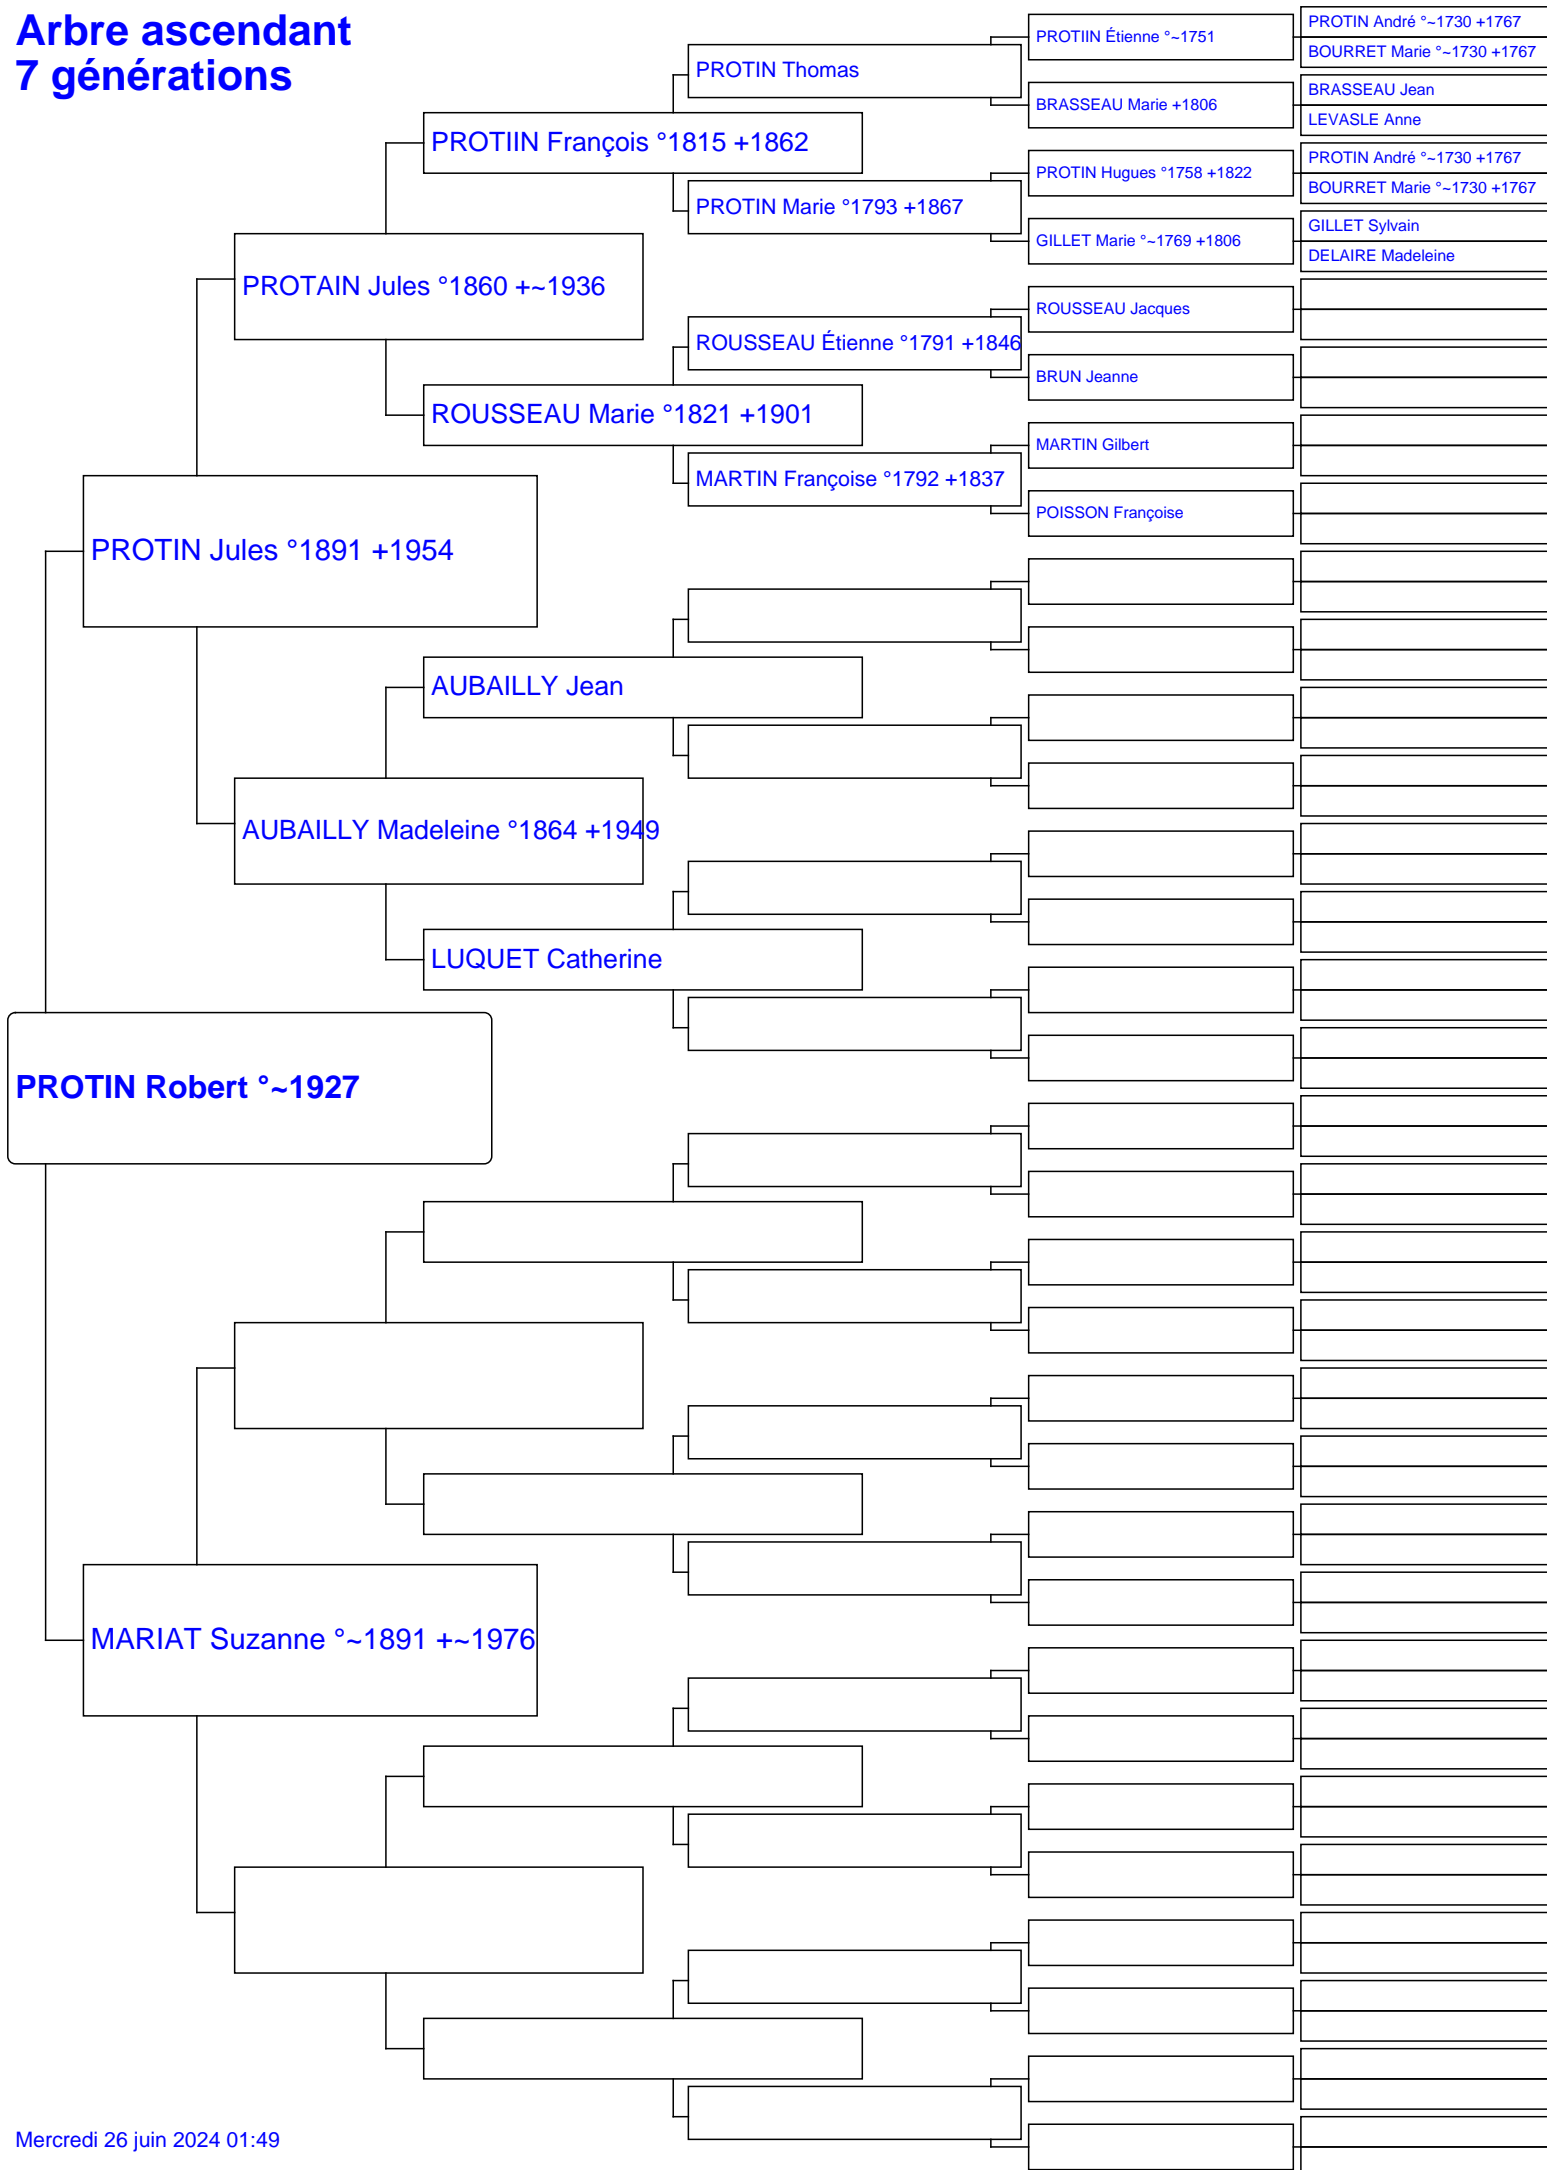 Arbre ascendant
7 générations
PROTIN André °~1730 +1767
PROTIIN Étienne °~1751
BOURRET Marie °~1730 +1767
PROTIN Thomas
BRASSEAU Jean
BRASSEAU Marie +1806
LEVASLE Anne
PROTIIN François °1815 +1862
PROTIN André °~1730 +1767
PROTIN Hugues °1758 +1822
BOURRET Marie °~1730 +1767
PROTIN Marie °1793 +1867
GILLET Sylvain
GILLET Marie °~1769 +1806
DELAIRE Madeleine
PROTAIN Jules °1860 +~1936
ROUSSEAU Jacques
ROUSSEAU Étienne °1791 +1846
BRUN Jeanne
ROUSSEAU Marie °1821 +1901
MARTIN Gilbert
MARTIN Françoise °1792 +1837
POISSON Françoise
PROTIN Jules °1891 +1954
AUBAILLY Jean
AUBAILLY Madeleine °1864 +1949
LUQUET Catherine
PROTIN Robert °~1927
MARIAT Suzanne °~1891 +~1976
Mercredi 26 juin 2024 01:49